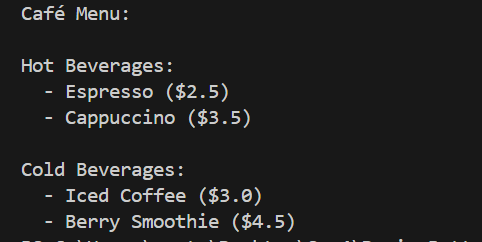 Café Menu:
Hot Beverages:
- Espresso ($2.5)
- Cappuccino ($3.5)
Cold Beverages:
- Iced Coffee ($3.0)
- Berry Smoothie ($4.5)